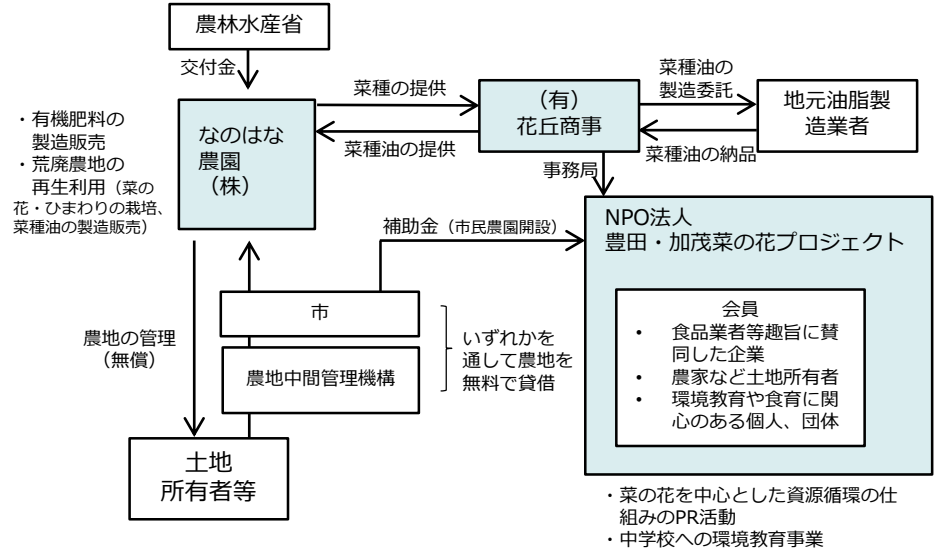 農林水産省
交付金
・有機肥料の
製造販売
・荒廃農地の
再生利用（菜の
花・ひまわりの栽培、
菜種油の製造販売）
なのはな
農園
（株）
菜種の提供
菜種油の提供
（有）
花丘商事
菜種油の
製造委託
菜種油の納品
地元油脂製
造業者
事務局
補助金（市民農園開設）
NPO法人
豊田・加茂菜の花プロジェクト
会員
• 食品業者等趣旨に賛
同した企業
• 農家など土地所有者
• 環境教育や食育に関
心のある個人、団体
市
農地中間管理機構
いずれかを
通して農地を
無料で貸借
農地の管理
（無償）
土地
所有者等
・菜の花を中心とした資源循環の仕
組みのPR活動
・中学校への環境教育事業